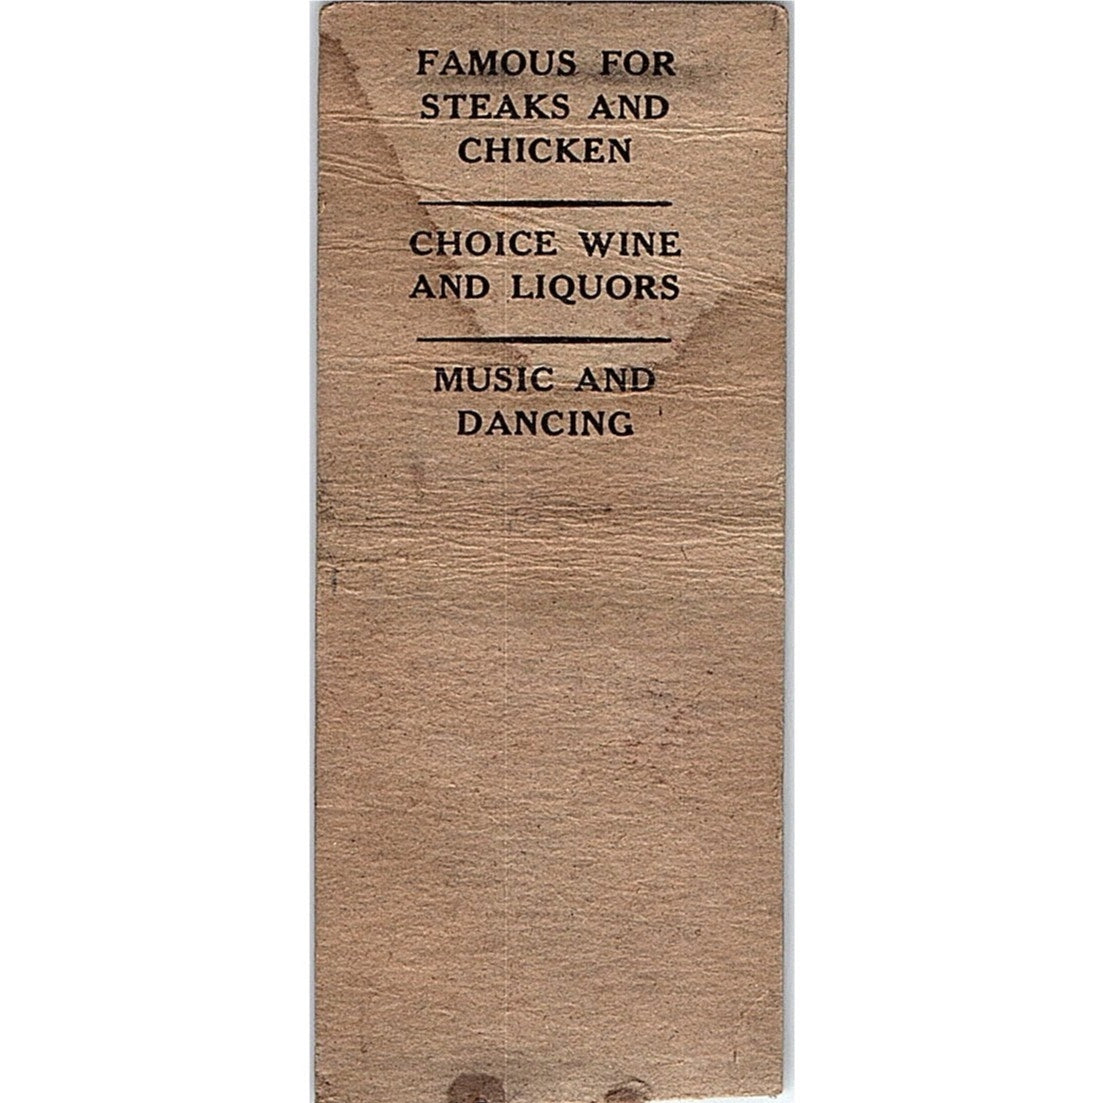 FAMOUS FOR
STEAKS AND
CHICKEN
CHOICE WINE
AND LIQUORS
MUSIC AND
DANCING